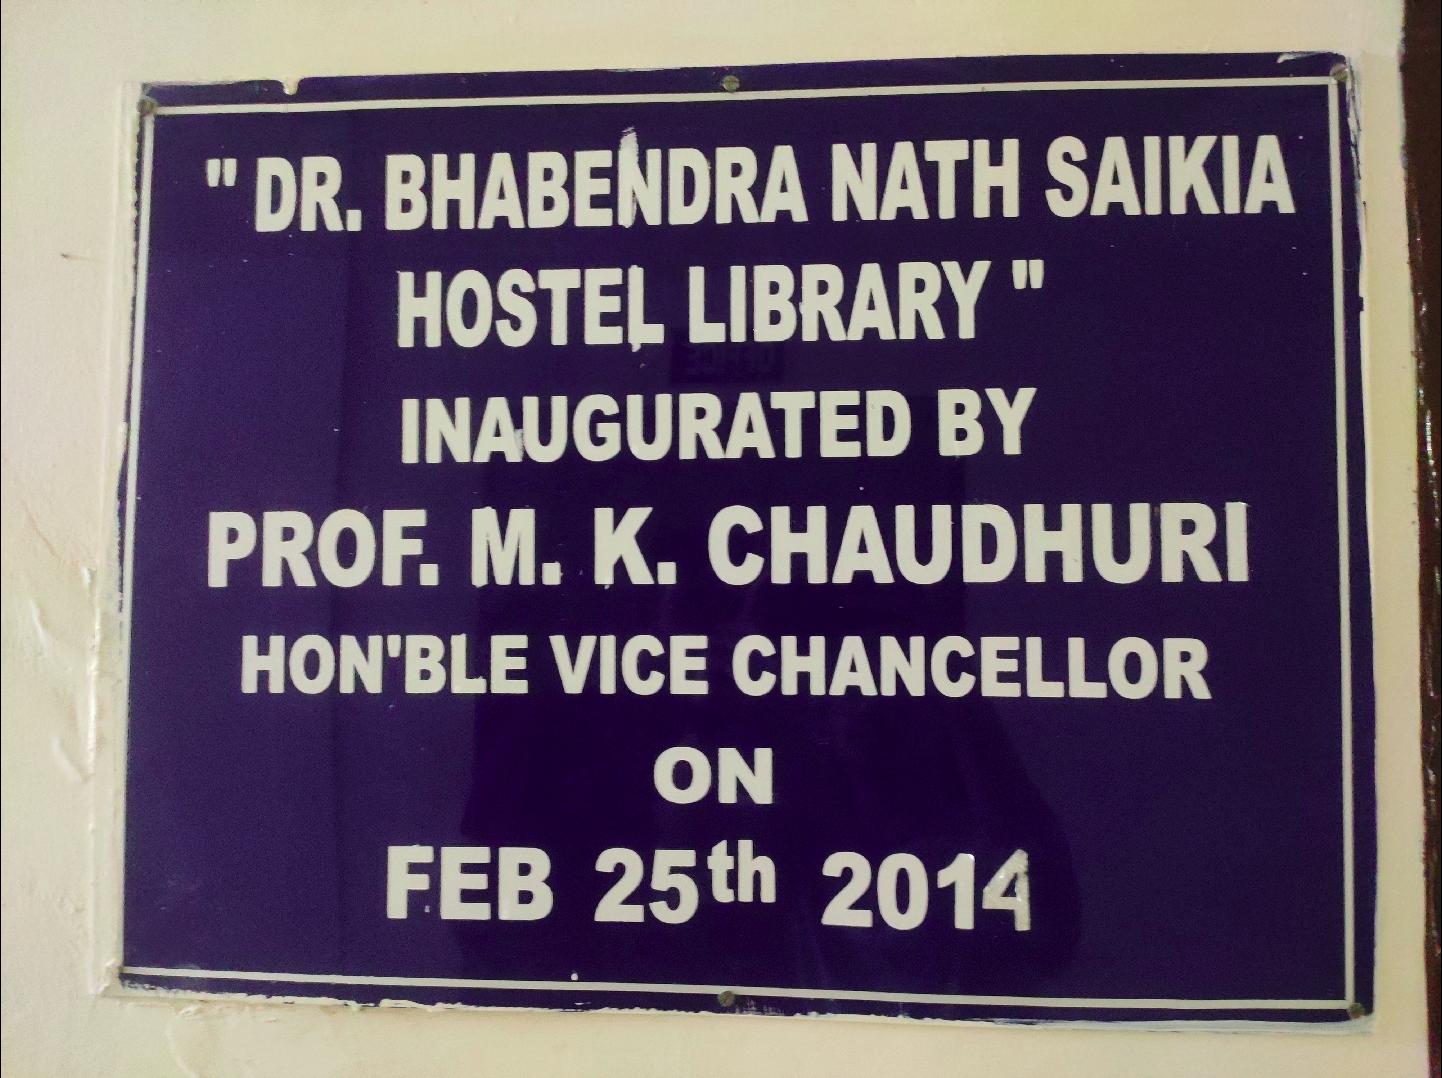 " DR. BHABENDRA NATH SAIKIA
HOSTEL LIBRARY "
INAUGURATED BY
PROF. M. K. CHAUDHURI
HON'BLE VICE CHANCELLOR
ON
FEB 25th 2014